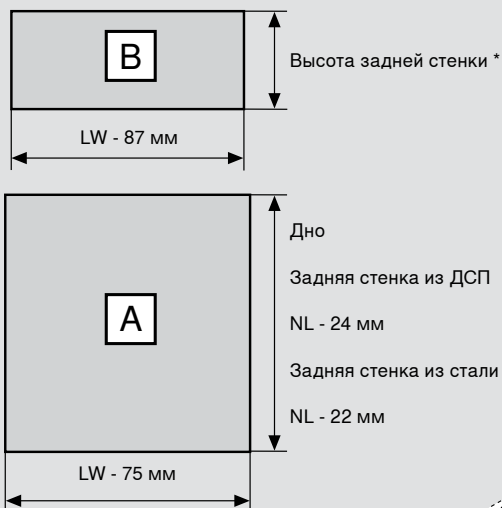 B
Высота задней стенки *
LW - 87 мм
Дно
Задняя стенка из ДСП
A
NL - 24 мм
Задняя стенка из стали
NL - 22 мм
LW - 75 мм